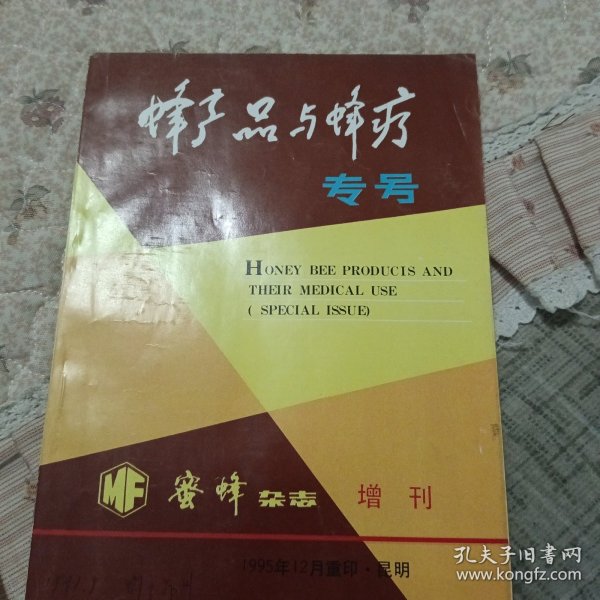 蜂产品与蜂疗
专号
HONEY BEE PRODUCIS AND
THEIR MEDICAL USE
( SPECIAL ISSUE)
MF 蜜蜂 杂志 增刊
1995年12月重印·昆明
孔夫子旧书网
www.kongfz.com